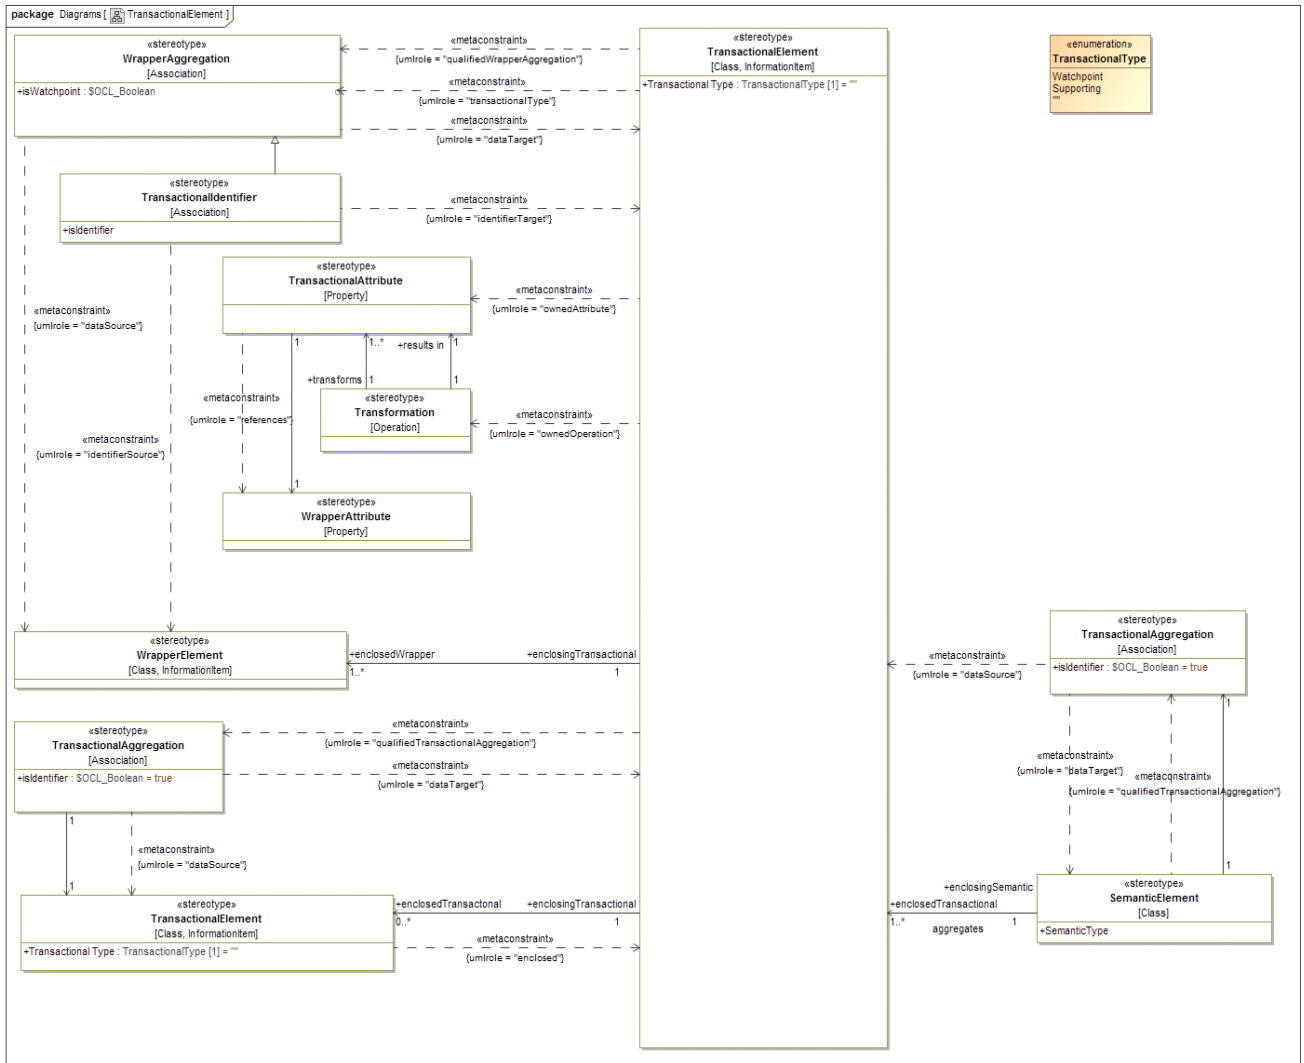 package Diagrams [ TransactionalElement ]
«stereotype»
WrapperAggregation
[Association]
+isWatchpoint : $OCL_Boolean
«metaconstraint»
{umlrole = "qualifiedWrapperAggregation"}
«metaconstraint»
{umlrole = "transactionalType"}
«metaconstraint»
{umlrole = "dataTarget"}
«stereotype»
TransactionalElement
[Class, InformationItem]
+Transactional Type : TransactionalType [1] = ""
«enumeration»
TransactionalType
Watchpoint
Supporting
""
«stereotype»
TransactionalIdentifier
[Association]
+isIdentifier
«metaconstraint»
{umlrole = "identifierTarget"}
«stereotype»
TransactionalAttribute
[Property]
«metaconstraint»
{umlrole = "ownedAttribute"}
«metaconstraint»
{umlrole = "dataSource"}
1
1..*
+results in
1
+transforms
1
1
«metaconstraint»
{umlrole = "references"}
«stereotype»
Transformation
[Operation]
«metaconstraint»
{umlrole = "ownedOperation"}
«metaconstraint»
{umlrole = "identifierSource"}
1
«stereotype»
WrapperAttribute
[Property]
«stereotype»
WrapperElement
[Class, InformationItem]
+enclosedWrapper
1..*
+enclosingTransactional
1
«metaconstraint»
{umlrole = "dataSource"}
«stereotype»
TransactionalAggregation
[Association]
+isIdentifier : $OCL_Boolean = true
1
«stereotype»
TransactionalAggregation
[Association]
+isIdentifier : $OCL_Boolean = true
«metaconstraint»
{umlrole = "qualifiedTransactionalAggregation"}
«metaconstraint»
{umlrole = "dataTarget"}
«metaconstraint»
{umlrole = "dataTarget"}
«metaconstraint»
{umlrole = "qualifiedTransactionalAggregation"}
1
«metaconstraint»
{umlrole = "dataSource"}
1
1
«stereotype»
TransactionalElement
[Class, InformationItem]
+Transactional Type : TransactionalType [1] = ""
+enclosedTransactonal
0..*
+enclosingTransactional
1
«metaconstraint»
{umlrole = "enclosed"}
+enclosingSemantic
+enclosedTransactional
1..*
1
aggregates
«stereotype»
SemanticElement
[Class]
+SemanticType